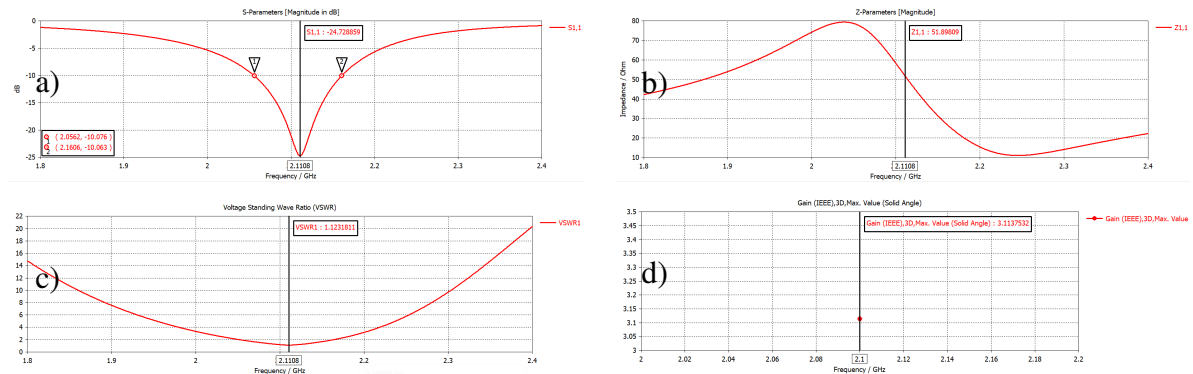 S-Parameters [Magnitude in dB]
S1,1 : -24.728859
S1,1
a)
dB
0
-5
-10
-15
-20
-25
1
2
1 ( 2.0562, -10.076 )
2 ( 2.1606, -10.063 )
1.8 1.9 2 2.1108 2.2 2.3 2.4
Frequency / GHz
Z-Parameters [Magnitude]
Z1,1 : 51.89809
Z1,1
b)
Impedance / Ohm
80
70
60
50
40
30
20
10
1.8 1.9 2 2.1108 2.2 2.3 2.4
Frequency / GHz
Voltage Standing Wave Ratio (VSWR)
VSWR1 : 1.1231811
VSWR1
c)
22
20
18
16
14
12
10
8
6
4
2
0
1.8 1.9 2 2.1108 2.2 2.3 2.4
Frequency / GHz
Gain (IEEE),3D,Max. Value (Solid Angle)
Gain (IEEE),3D,Max. Value (Solid Angle) : 3.1137532
Gain (IEEE),3D,Max. Value
d)
3.5
3.45
3.4
3.35
3.3
3.25
3.2
3.15
3.1
3.05
3
2 2.02 2.04 2.06 2.08 2.1 2.12 2.14 2.16 2.18 2.2
Frequency / GHz